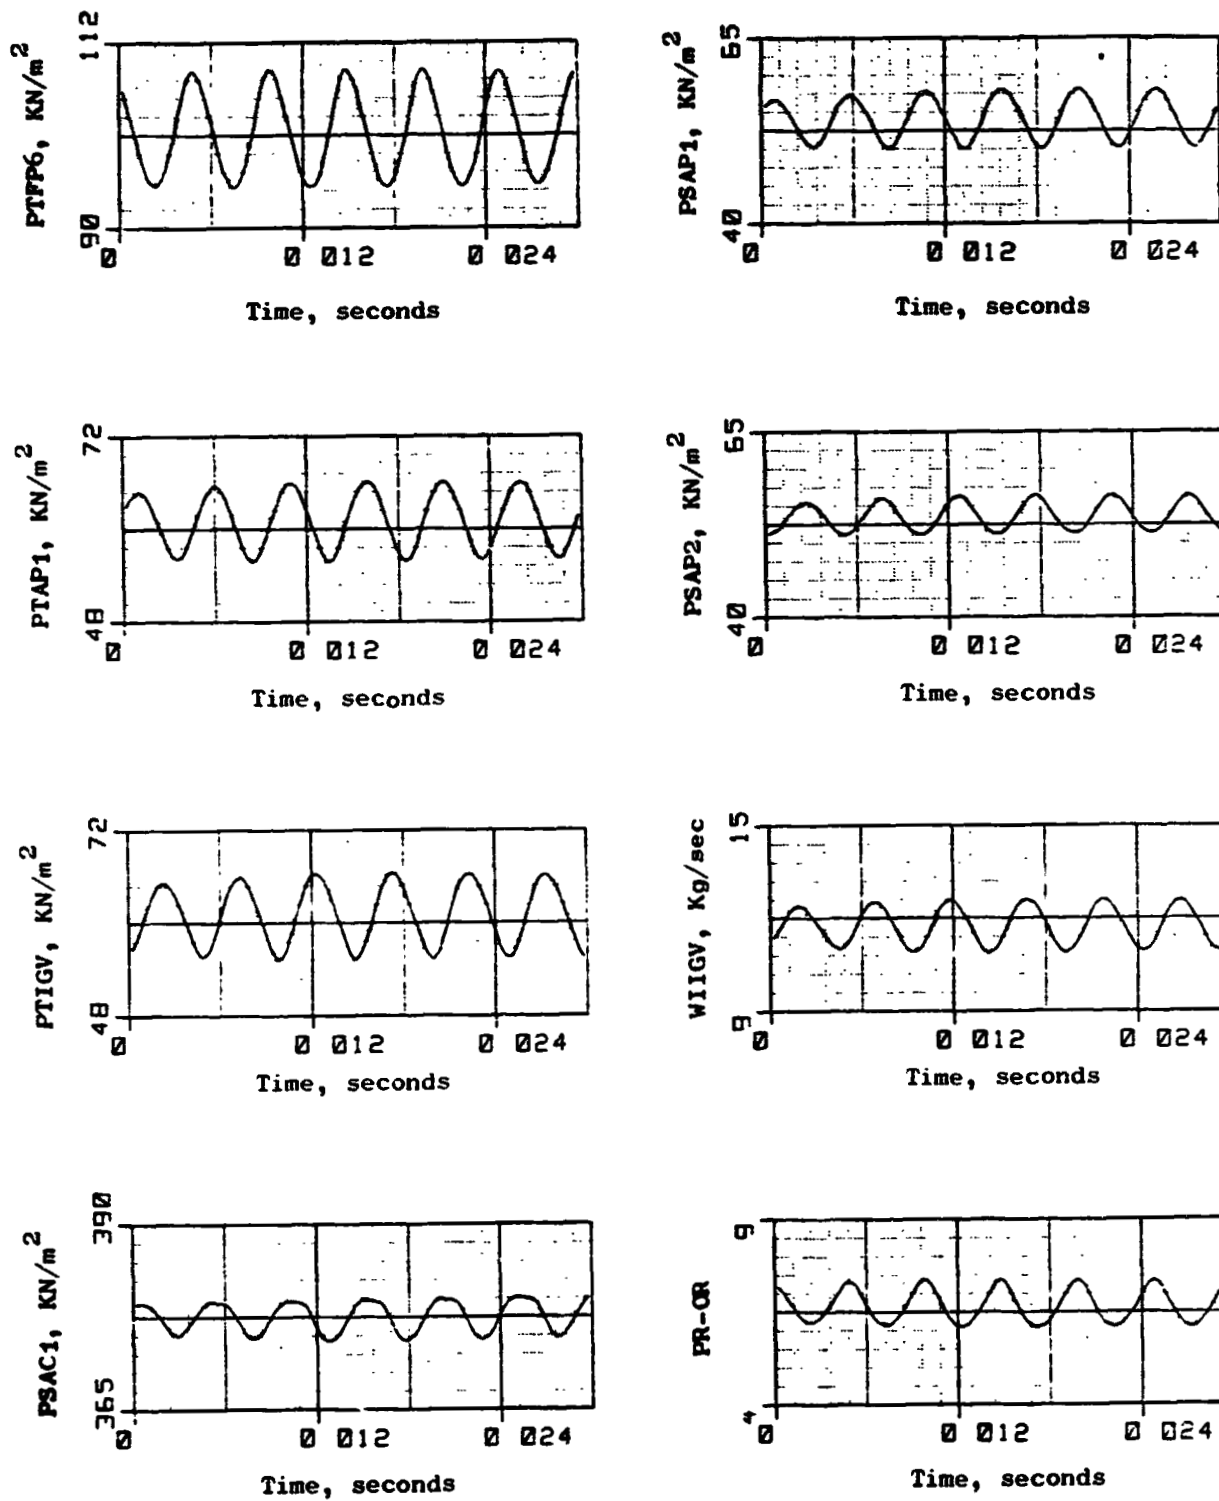 PTFP6, KN/m²
112
90
0
0 012
0 024
Time, seconds
PSAP1, KN/m²
65
40
0
0 012
0 024
Time, seconds
PTAP1, KN/m²
72
48
0
0 012
0 024
Time, seconds
PSAP2, KN/m²
65
40
0
0 012
0 024
Time, seconds
PTIGV, KN/m²
72
48
0
0 012
0 024
Time, seconds
WIIGV, Kg/sec
15
9
0
0 012
0 024
Time, seconds
PSAC1, KN/m²
390
365
0
0 012
0 024
Time, seconds
PR-OR
9
4
0
0 012
0 024
Time, seconds